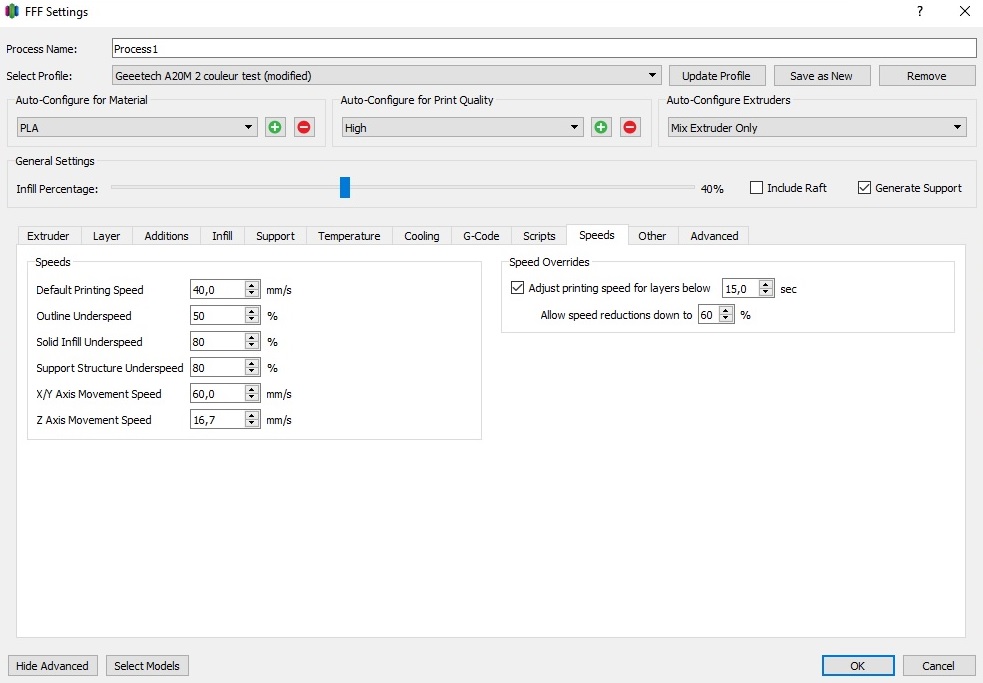 FFF Settings
Process Name: Process1
Select Profile: Geeetech A20M 2 couleur test (modified) Update Profile Save as New Remove
Auto-Configure for Material Auto-Configure for Print Quality Auto-Configure Extruders
PLA High Mix Extruder Only
General Settings
Infill Percentage: 40% Include Raft Generate Support
Extruder Layer Additions Infill Support Temperature Cooling G-Code Scripts Speeds Other Advanced
Speeds Speed Overrides
Default Printing Speed 40,0 mm/s Adjust printing speed for layers below 15,0 sec
Outline Underspeed 50 % Allow speed reductions down to 60 %
Solid Infill Underspeed 80 %
Support Structure Underspeed 80 %
X/Y Axis Movement Speed 60,0 mm/s
Z Axis Movement Speed 16,7 mm/s
Hide Advanced Select Models OK Cancel